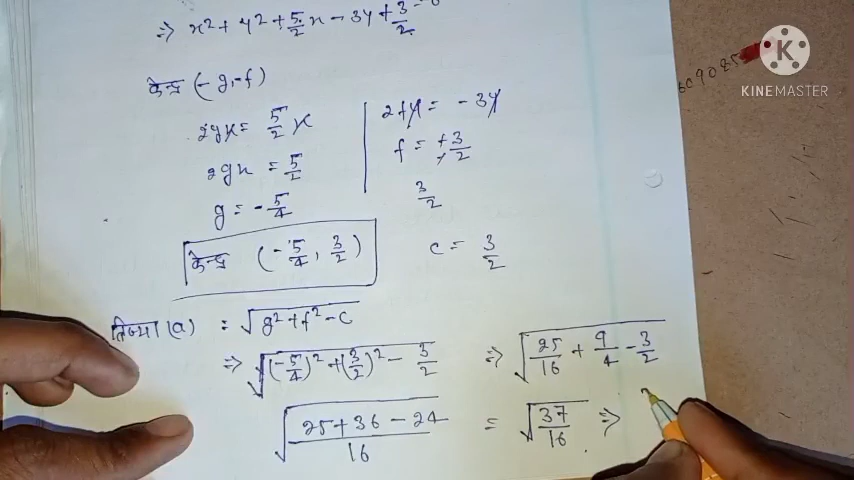 ⇒ x² + y² + 5/2 x - 3y + 3/2 = 0
केन्द्र (-g, -f)
2gx = 5/2 x
2gx = 5/2
g = - 5/4
2fy = - 3y
f = + 3/2
3/2
केन्द्र (- 5/4, 3/2)
c = 3/2
त्रिज्या (a) = √(g² + f² - c)
⇒ √((- 5/4)² + (3/2)² - 3/2) ⇒ √(25/16 + 9/4 - 3/2)
√((25 + 36 - 24)/16) = √(37/16) ⇒
KINEMASTER